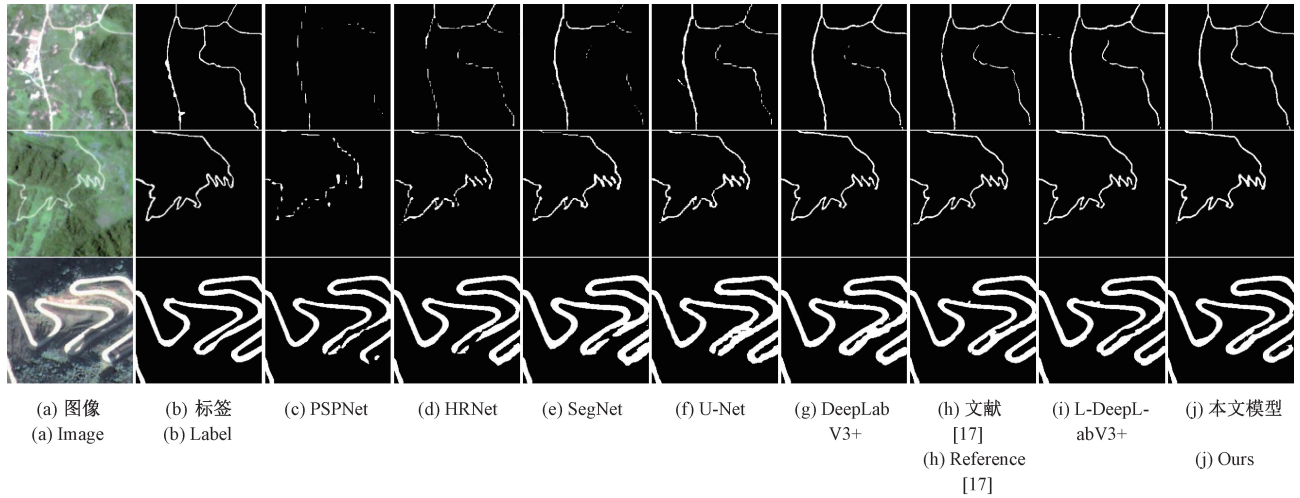 (a) 图像
(a) Image
(b) 标签
(b) Label
(c) PSPNet
(d) HRNet
(e) SegNet
(f) U-Net
(g) DeepLab
V3+
(h) 文献
[17]
(h) Reference
[17]
(i) L-DeepL-
abV3+
(j) 本文模型
(j) Ours